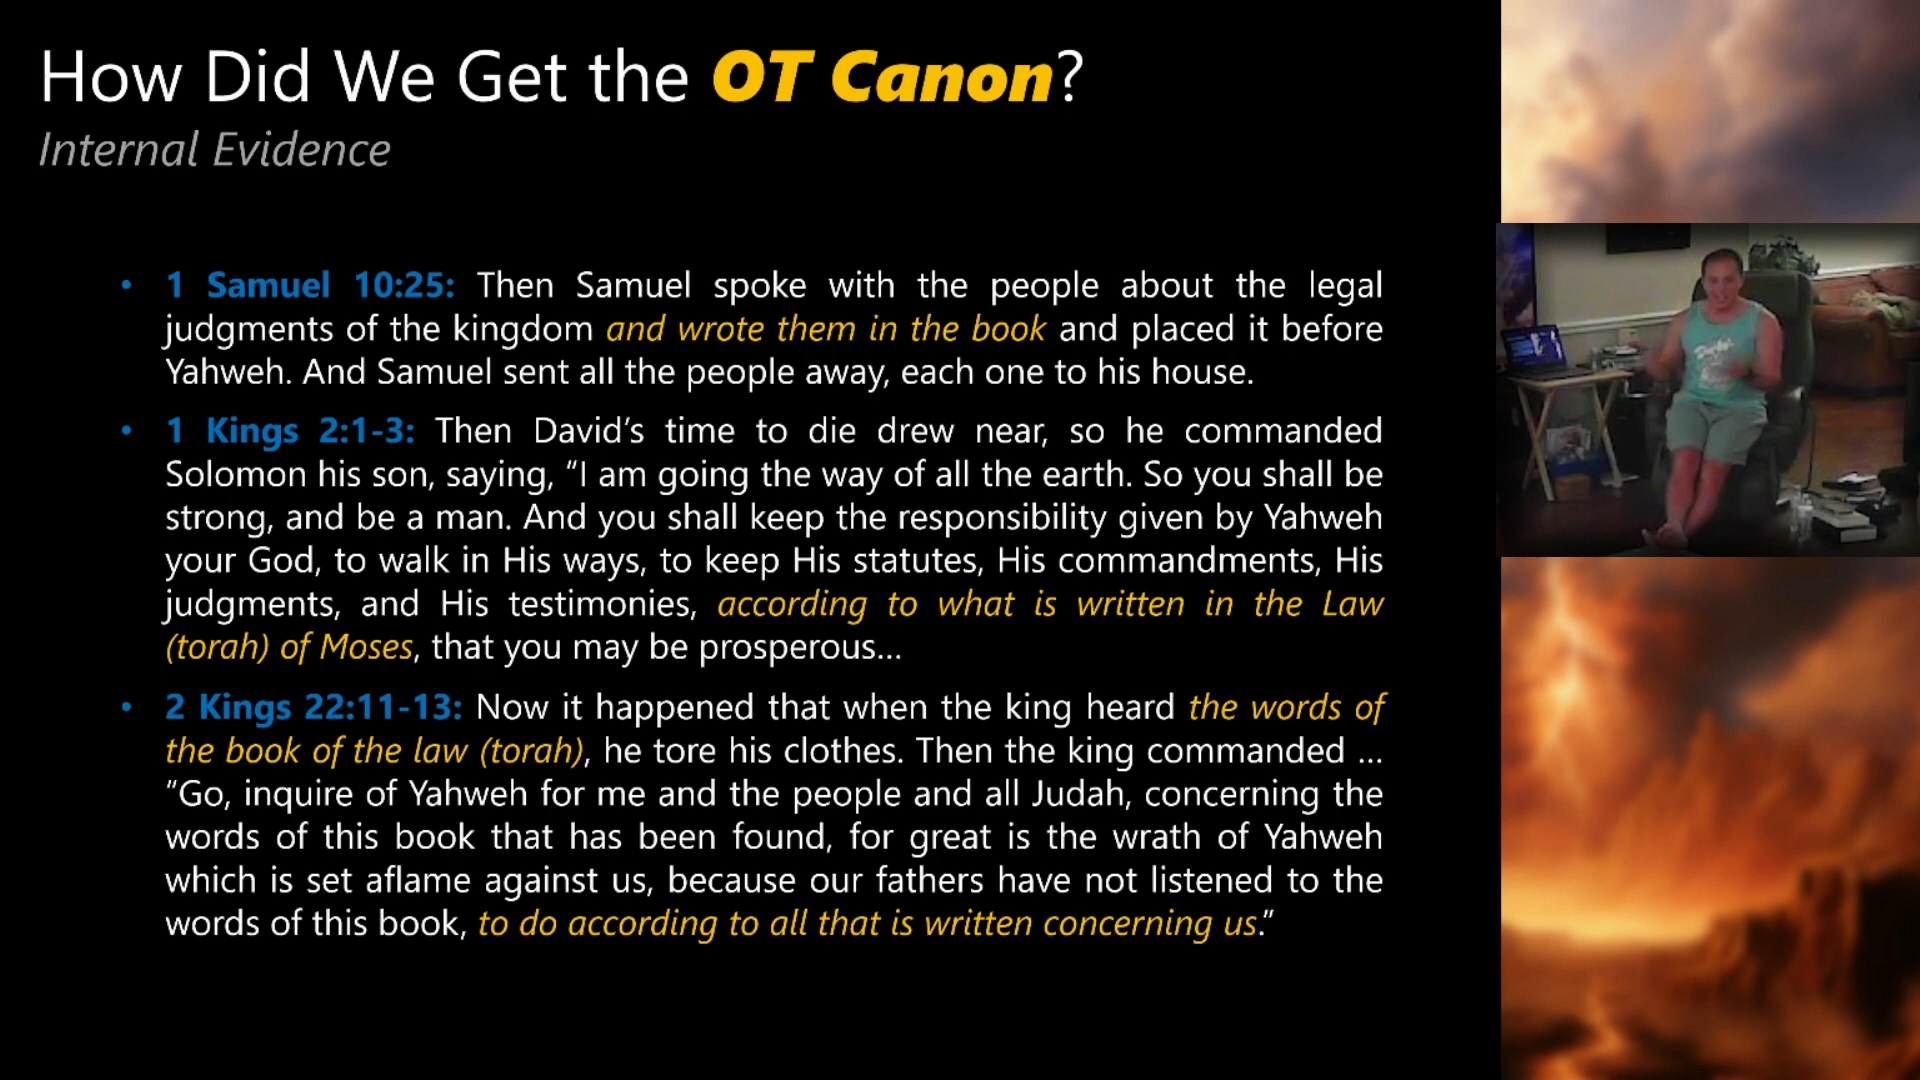 How Did We Get the OT Canon?
Internal Evidence
• 1 Samuel 10:25: Then Samuel spoke with the people about the legal
judgments of the kingdom and wrote them in the book and placed it before
Yahweh. And Samuel sent all the people away, each one to his house.
• 1 Kings 2:1-3: Then David’s time to die drew near, so he commanded
Solomon his son, saying, “I am going the way of all the earth. So you shall be
strong, and be a man. And you shall keep the responsibility given by Yahweh
your God, to walk in His ways, to keep His statutes, His commandments, His
judgments, and His testimonies, according to what is written in the Law
(torah) of Moses, that you may be prosperous…
• 2 Kings 22:11-13: Now it happened that when the king heard the words of
the book of the law (torah), he tore his clothes. Then the king commanded …
“Go, inquire of Yahweh for me and the people and all Judah, concerning the
words of this book that has been found, for great is the wrath of Yahweh
which is set aflame against us, because our fathers have not listened to the
words of this book, to do according to all that is written concerning us.”